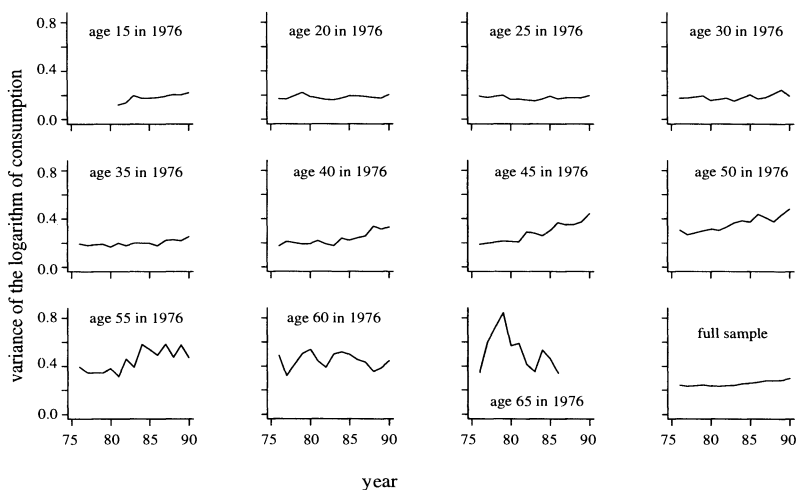 variance of the logarithm of consumption
0.8
0.4
0.0
age 15 in 1976
age 20 in 1976
age 25 in 1976
age 30 in 1976
0.8
0.4
0.0
age 35 in 1976
age 40 in 1976
age 45 in 1976
age 50 in 1976
0.8
0.4
0.0
age 55 in 1976
age 60 in 1976
age 65 in 1976
full sample
75 80 85 90
75 80 85 90
75 80 85 90
75 80 85 90
year